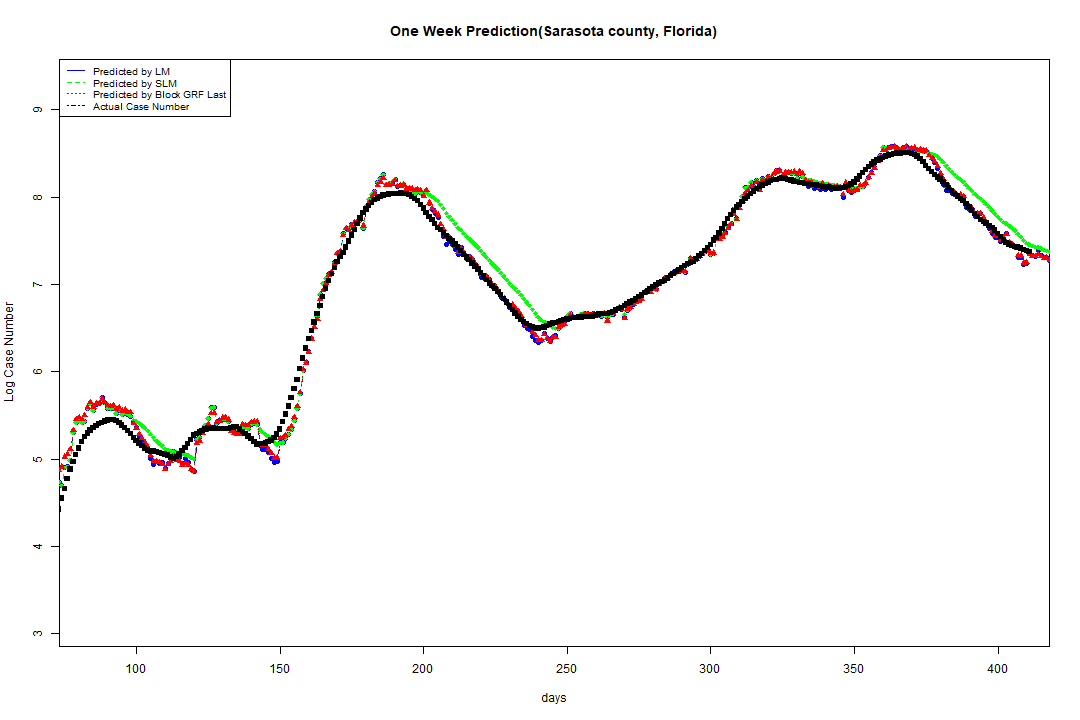 One Week Prediction(Sarasota county, Florida)
Predicted by LM
Predicted by SLM
Predicted by Block GRF Last
Actual Case Number
9
8
7
6
5
4
3
Log Case Number
100 150 200 250 300 350 400
days